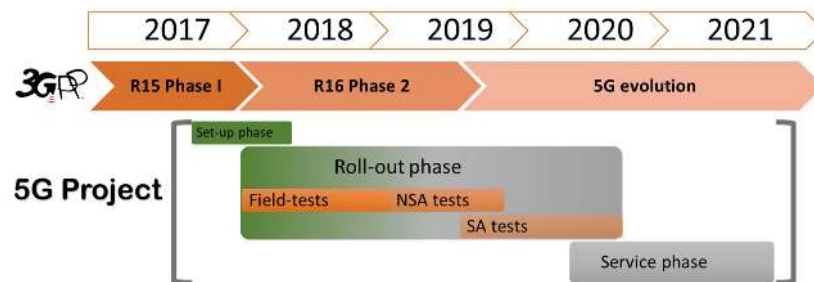 2017 2018 2019 2020 2021
3GPP R15 Phase I R16 Phase 2 5G evolution
Set-up phase
Roll-out phase
5G Project
Field-tests NSA tests
SA tests
Service phase